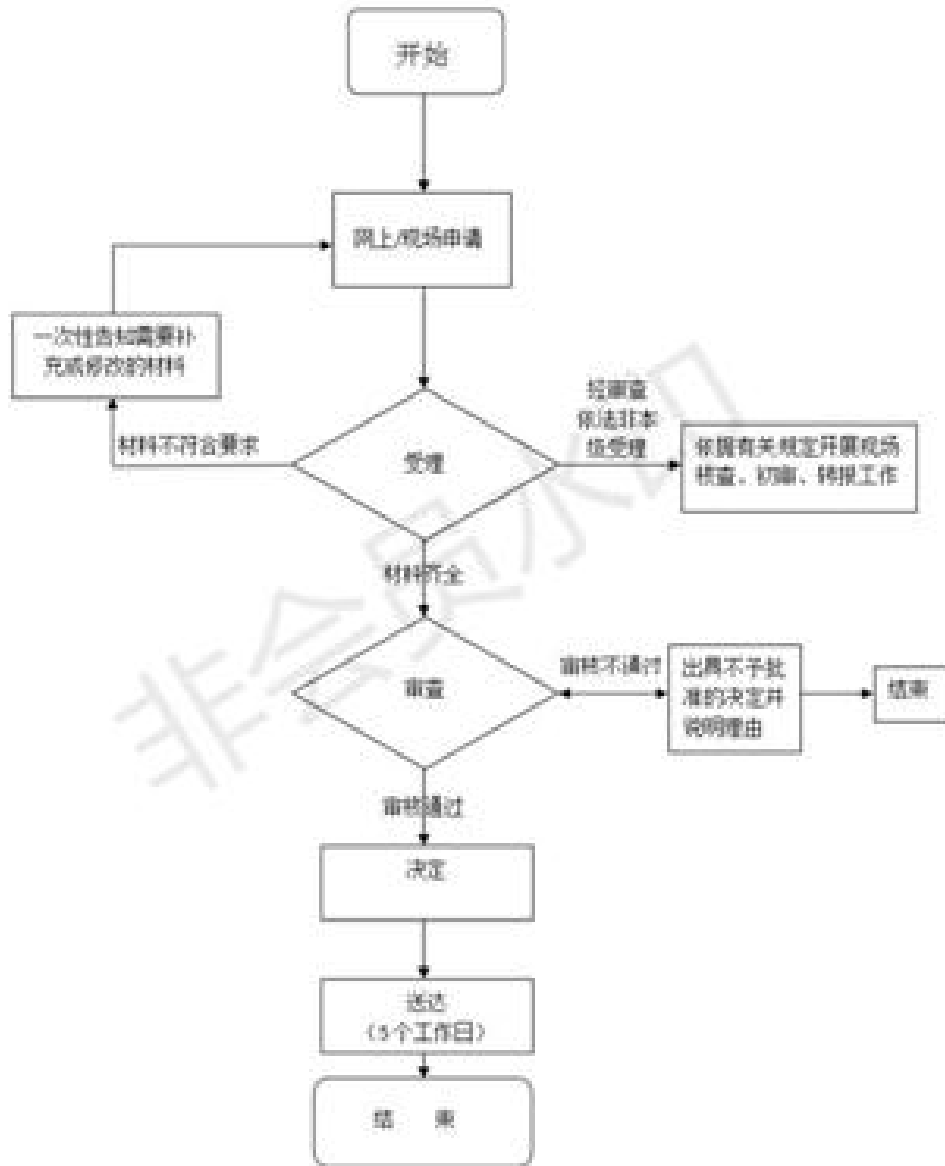 开始
网上/现场申请
一次性告知需要补
充或修改的材料
经审查
依法非本
级受理
材料不符合要求
受理
依据有关规定开展现场
核查、初审、转报工作
材料齐全
审查
审核不通过
出具不予批
准的决定并
说明理由
结束
审核通过
决定
送达
（5个工作日）
结 束
非会员水印